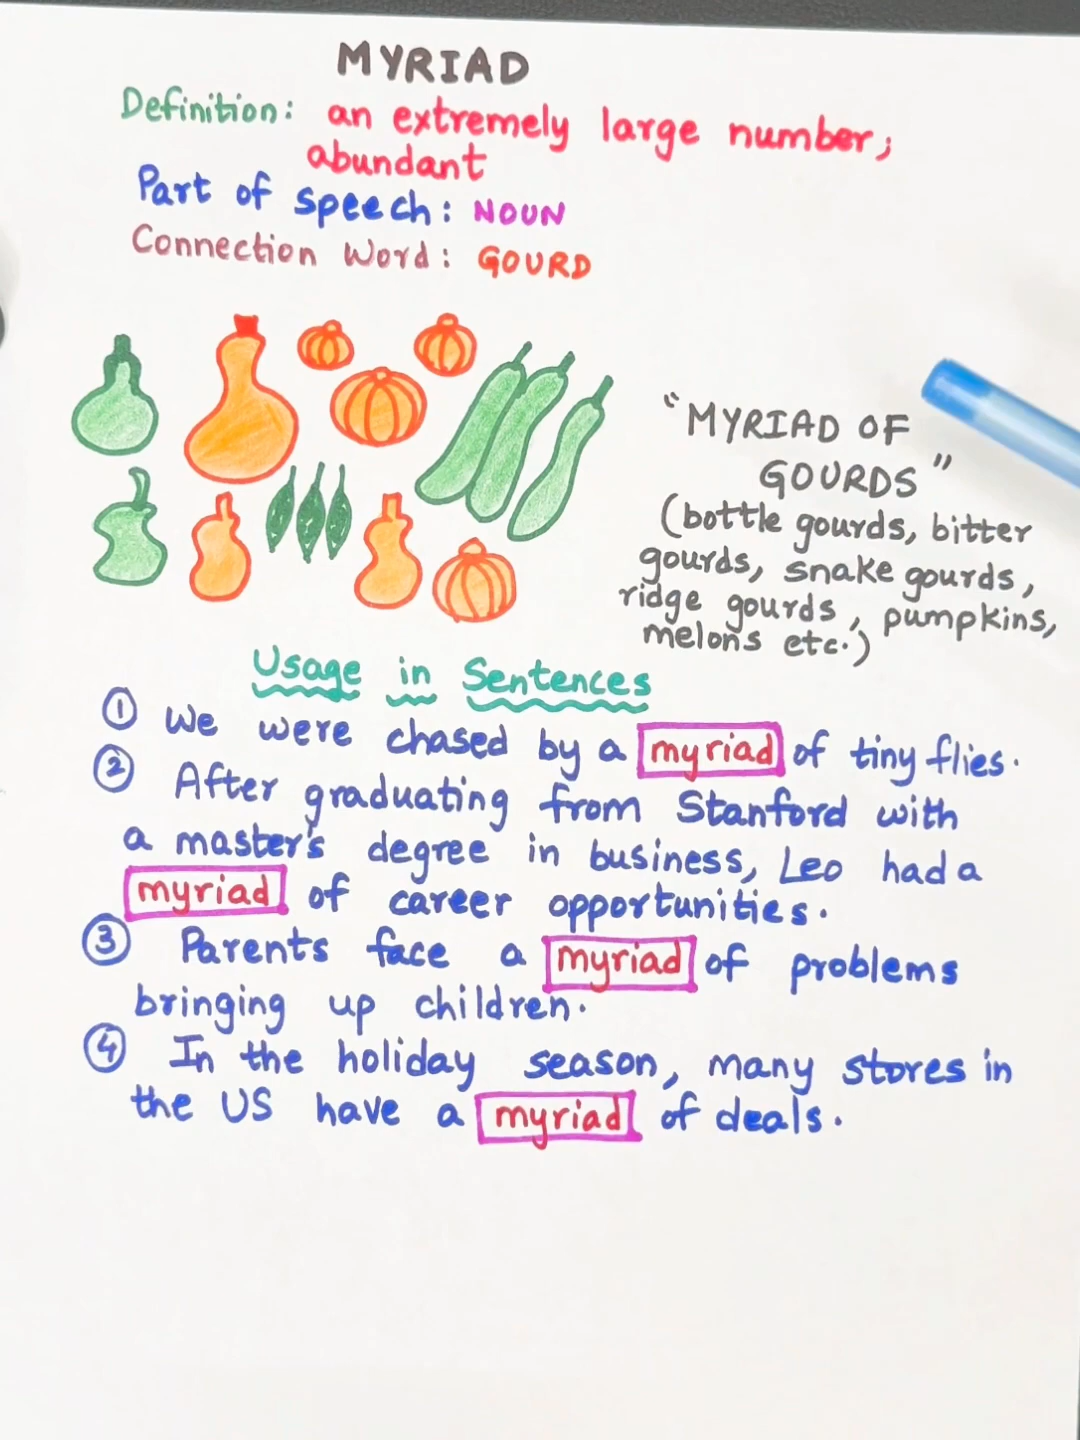 MYRIAD
Definition: an extremely large number;
abundant
Part of speech: NOUN
Connection Word: GOURD
"MYRIAD OF
GOURDS"
(bottle gourds, bitter
gourds, snake gourds,
ridge gourds, pumpkins,
melons etc.)
Usage in Sentences
① We were chased by a myriad of tiny flies.
② After graduating from Stanford with
a master's degree in business, Leo had a
myriad of career opportunities.
③ Parents face a myriad of problems
bringing up children.
④ In the holiday season, many stores in
the US have a myriad of deals.